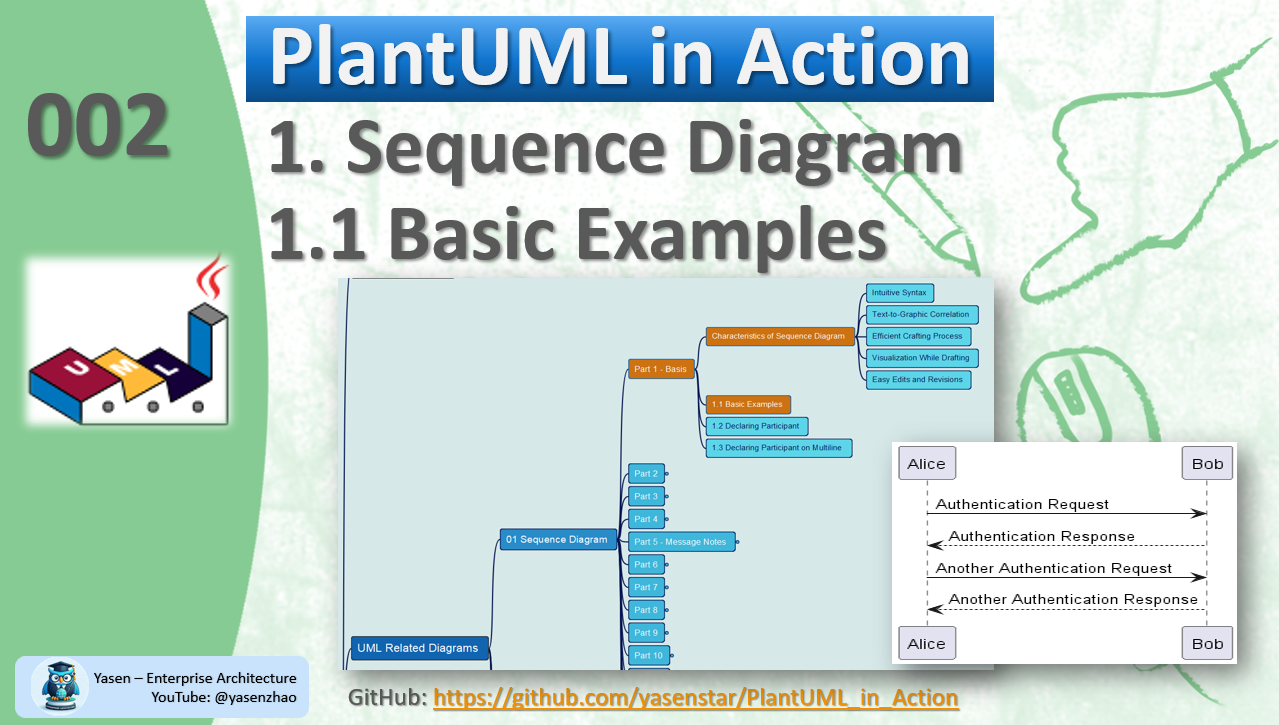 PlantUML in Action
002
1. Sequence Diagram
1.1 Basic Examples
UML
Intuitive Syntax
Text-to-Graphic Correlation
Characteristics of Sequence Diagram
Efficient Crafting Process
Visualization While Drafting
Easy Edits and Revisions
Part 1 - Basis
1.1 Basic Examples
1.2 Declaring Participant
1.3 Declaring Participant on Multiline
Part 2
Part 3
Part 4
01 Sequence Diagram
Part 5 - Message Notes
Part 6
Part 7
Part 8
Part 9
Part 10
UML Related Diagrams
Alice Bob
Authentication Request
Authentication Response
Another Authentication Request
Another Authentication Response
Alice Bob
Yasen – Enterprise Architecture
YouTube: @yasenzhao
GitHub: https://github.com/yasenstar/PlantUML_in_Action